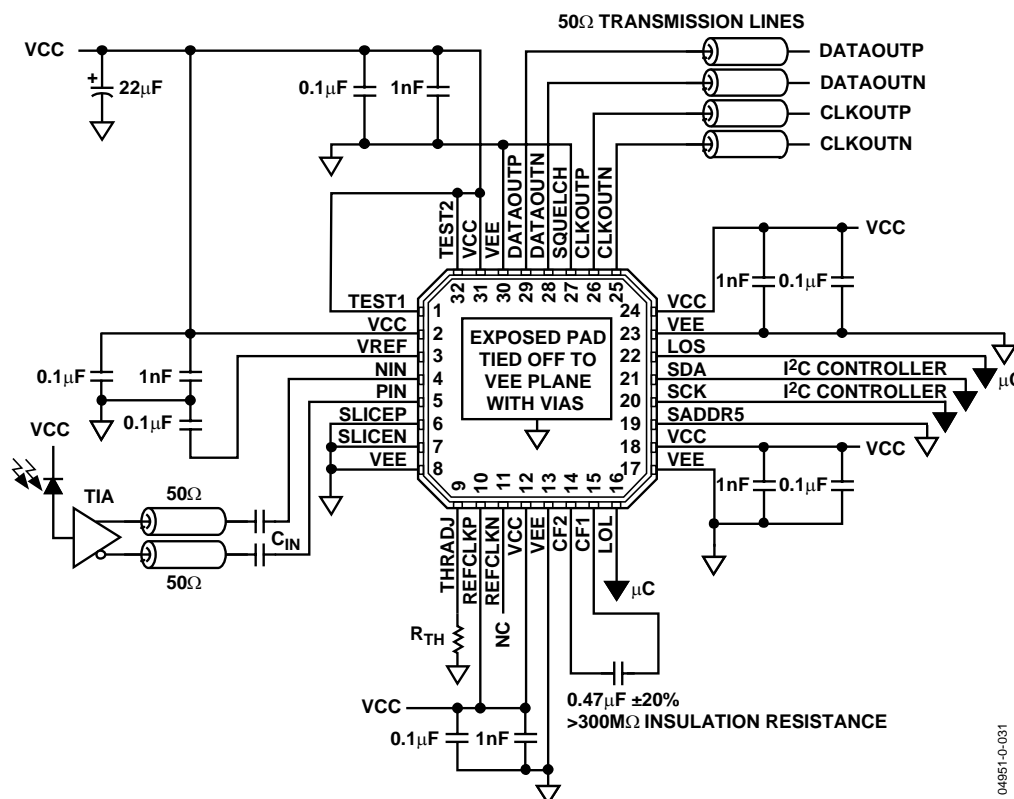 50Ω TRANSMISSION LINES
VCC
DATAOUTP
DATAOUTN
CLKOUTP
CLKOUTN
+
22μF
0.1μF
1nF
TEST2
VCC
VEE
DATAOUTP
DATAOUTN
SQUELCH
CLKOUTP
CLKOUTN
32
31
30
29
28
27
26
25
TEST1
VCC
VREF
NIN
PIN
SLICEP
SLICEN
VEE
1
2
3
4
5
6
7
8
EXPOSED PAD
TIED OFF TO
VEE PLANE
WITH VIAS
24
23
22
21
20
19
18
17
VCC
VEE
LOS
SDA
SCK
SADDR5
VCC
VEE
VCC
1nF
0.1μF
I²C CONTROLLER
I²C CONTROLLER
μC
VCC
1nF
0.1μF
0.1μF
1nF
0.1μF
VCC
TIA
50Ω
CIN
50Ω
9
10
11
12
13
14
15
16
THRADJ
REFCLKP
REFCLKN
VCC
VEE
CF2
CF1
LOL
μC
RTH
NC
0.47μF ±20%
>300MΩ INSULATION RESISTANCE
VCC
0.1μF
1nF
04951-0-031